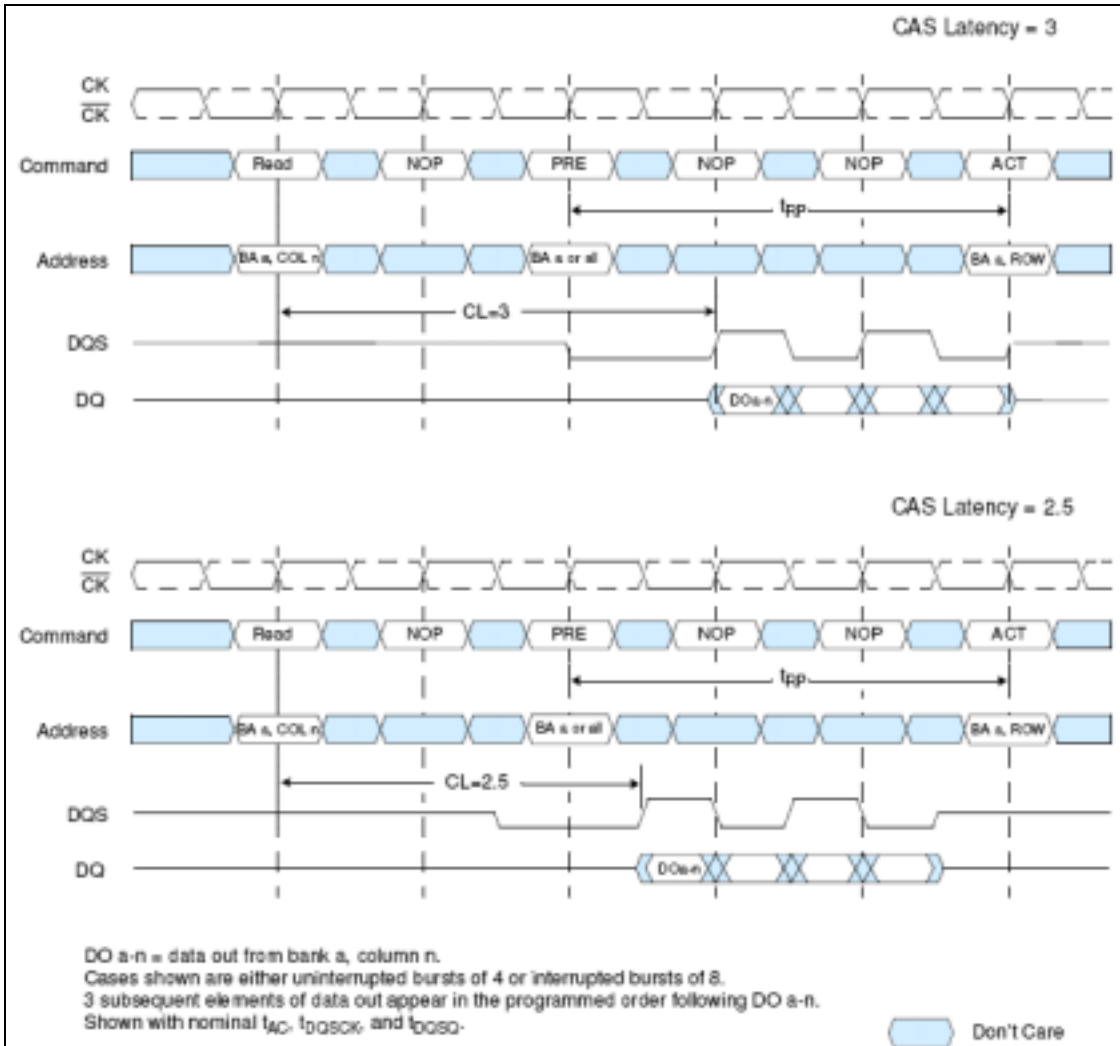 CAS Latency = 3
CK
CK
Command Read NOP PRE NOP NOP ACT
tRP
Address BA a, COL n BA a or all BA a, ROW
CL=3
DQS
DQ DOa-n
CAS Latency = 2.5
CK
CK
Command Read NOP PRE NOP NOP ACT
tRP
Address BA a, COL n BA a or all BA a, ROW
CL=2.5
DQS
DQ DOa-n
DO a-n = data out from bank a, column n.
Cases shown are either uninterrupted bursts of 4 or interrupted bursts of 8.
3 subsequent elements of data out appear in the programmed order following DO a-n.
Shown with nominal tAC, tDQSCK, and tDQSQ.
Don't Care